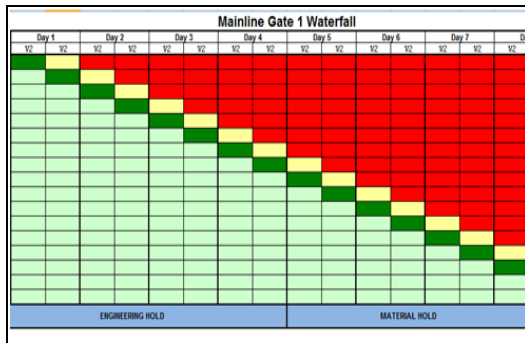 Mainline Gate 1 Waterfall
Day 1 Day 2 Day 3 Day 4 Day 5 Day 6 Day 7
1/2 1/2 1/2 1/2 1/2 1/2 1/2 1/2 1/2 1/2 1/2 1/2 1/2 1/2 1/2
ENGINEERING HOLD MATERIAL HOLD